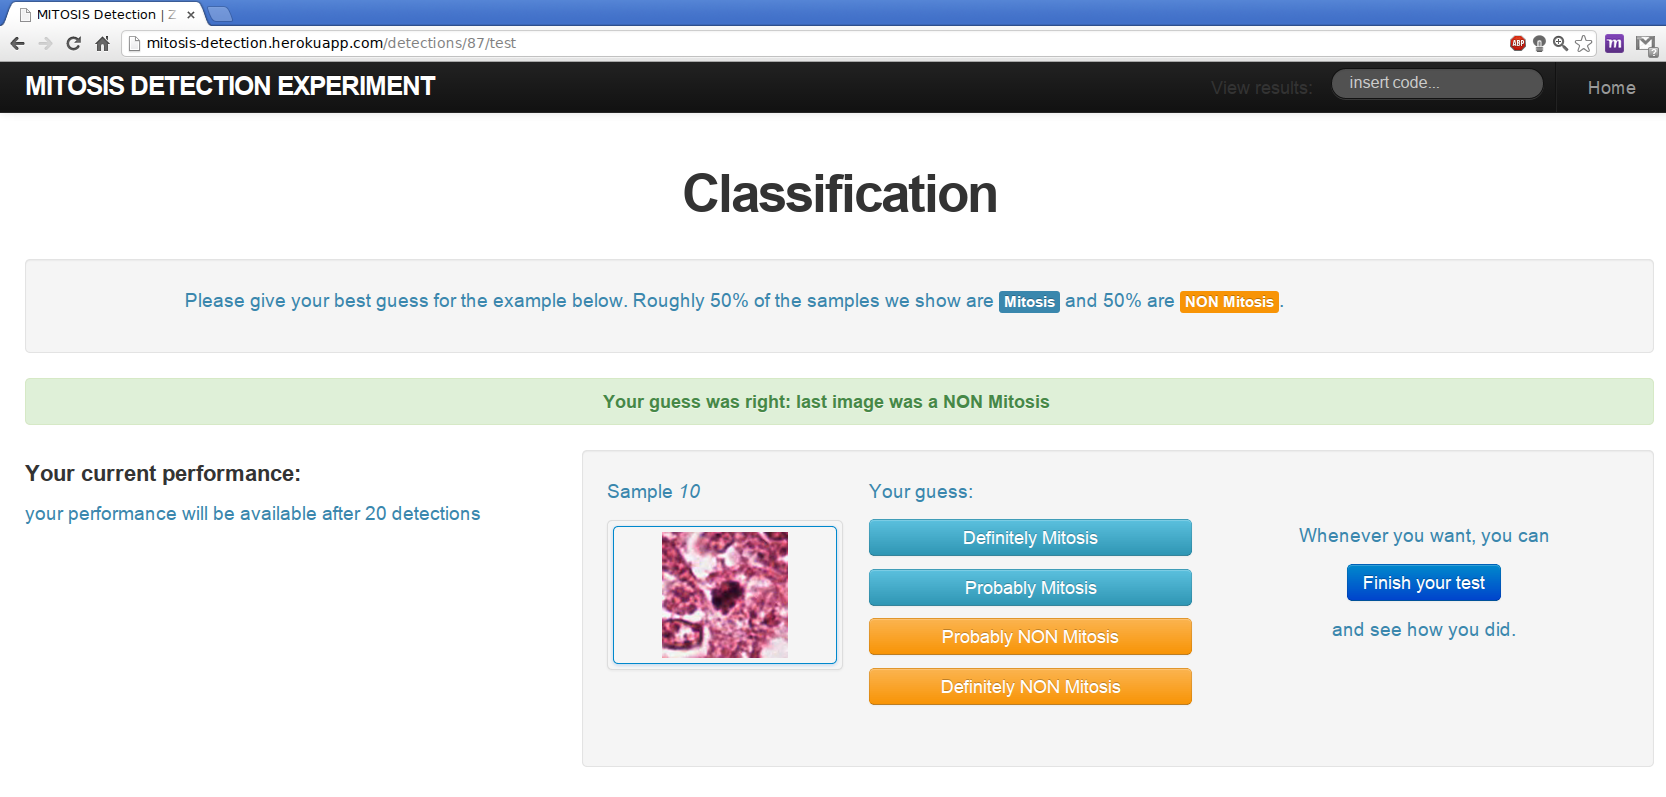 MITOSIS Detection | Z
mitosis-detection.herokuapp.com/detections/87/test
ABP
m
?
MITOSIS DETECTION EXPERIMENT
View results:
insert code...
Home
Classification
Please give your best guess for the example below. Roughly 50% of the samples we show are Mitosis and 50% are NON Mitosis.
Your guess was right: last image was a NON Mitosis
Your current performance:
your performance will be available after 20 detections
Sample 10
Your guess:
Definitely Mitosis
Probably Mitosis
Probably NON Mitosis
Definitely NON Mitosis
Whenever you want, you can
Finish your test
and see how you did.